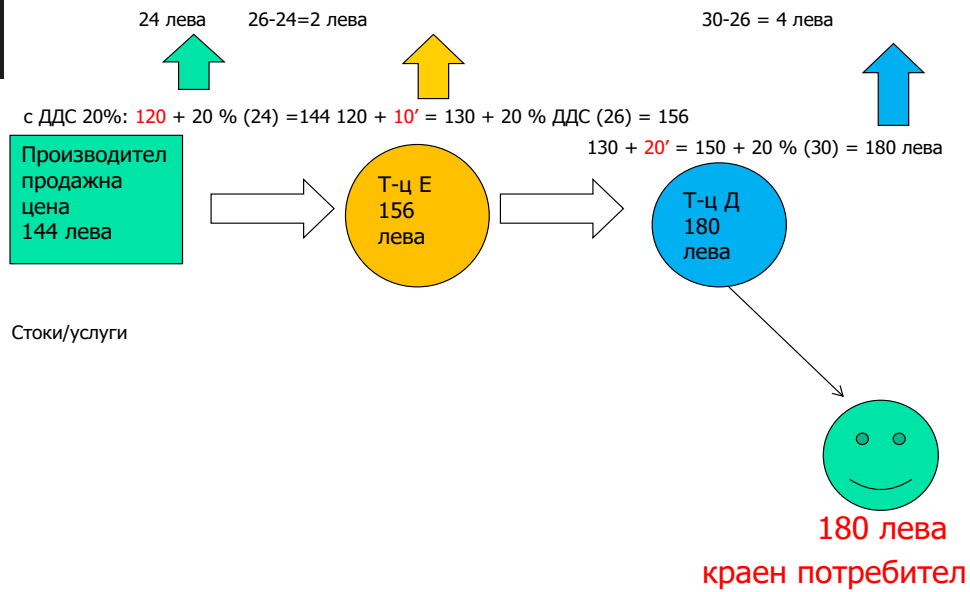 24 лева
26-24=2 лева
30-26 = 4 лева
с ДДС 20%: 120 + 20 % (24) =144 120 + 10’ = 130 + 20 % ДДС (26) = 156
130 + 20’ = 150 + 20 % (30) = 180 лева
Производител
продажна
цена
144 лева
Т-ц Е
156
лева
Т-ц Д
180
лева
Стоки/услуги
180 лева
краен потребител